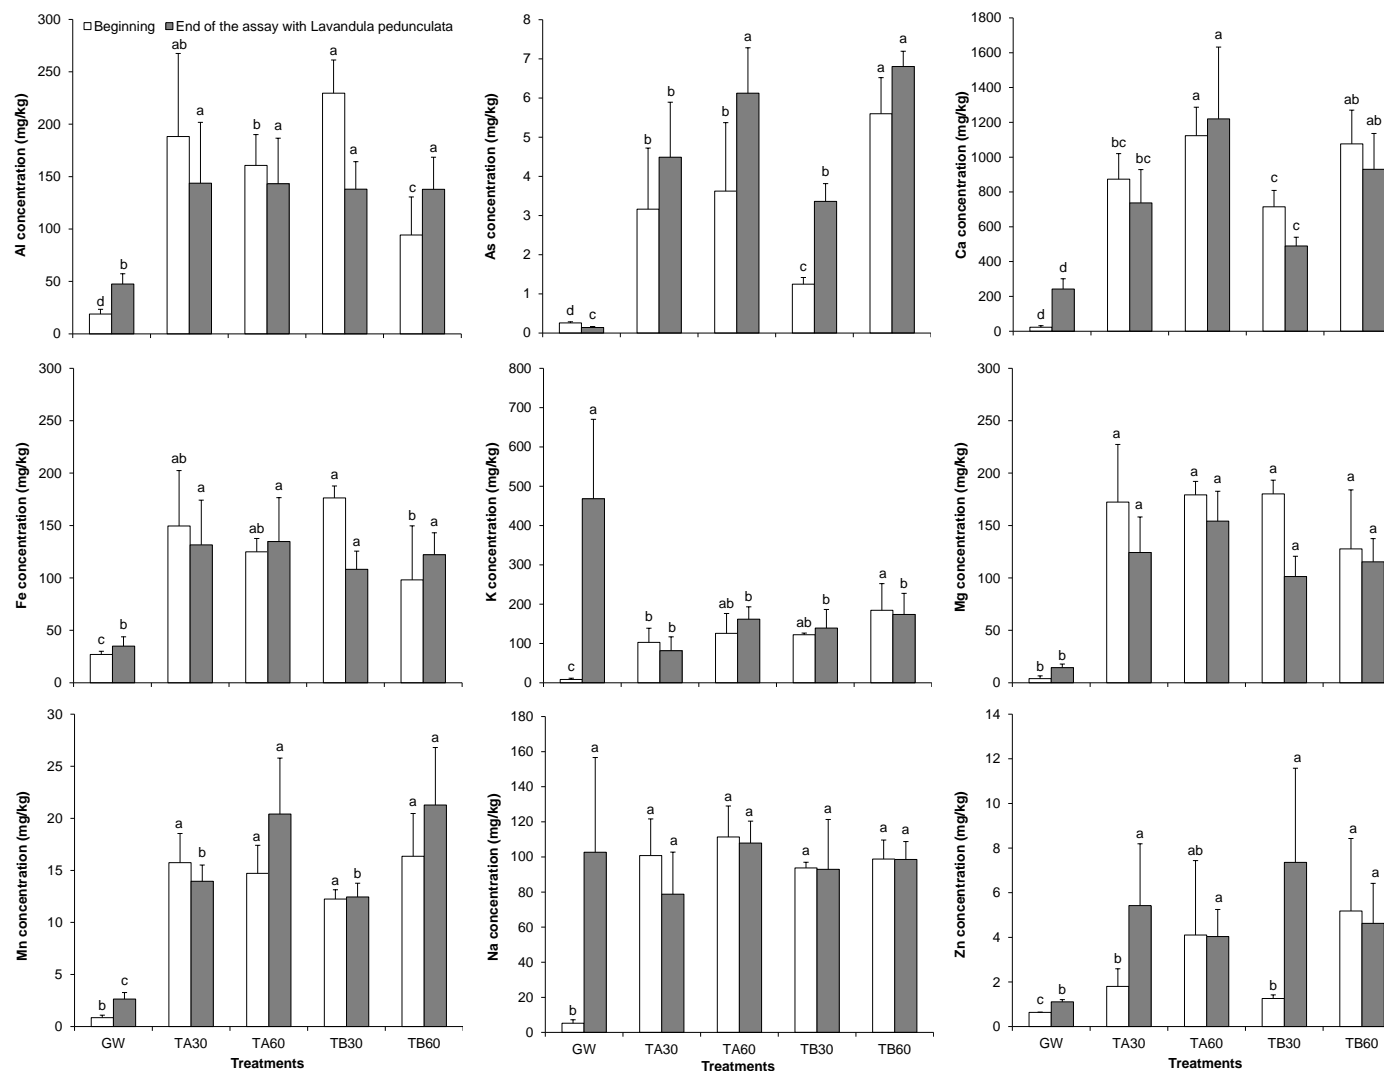 300
250
200
150
100
50
0
Al concentration (mg/kg)
Beginning
End of the assay with Lavandula pedunculata
d
b
ab
a
b
a
a
a
c
a
8
7
6
5
4
3
2
1
0
As concentration (mg/kg)
d
c
b
b
b
a
c
b
a
a
1800
1600
1400
1200
1000
800
600
400
200
0
Ca concentration (mg/kg)
d
d
bc
bc
a
a
c
c
ab
ab
300
250
200
150
100
50
0
Fe concentration (mg/kg)
c
b
ab
a
ab
a
a
a
b
a
800
700
600
500
400
300
200
100
0
K concentration (mg/kg)
c
a
b
b
ab
b
ab
b
a
b
300
250
200
150
100
50
0
Mg concentration (mg/kg)
b
b
a
a
a
a
a
a
a
a
30
25
20
15
10
5
0
Mn concentration (mg/kg)
b
c
a
b
a
a
a
b
a
a
GW TA30 TA60 TB30 TB60
Treatments
180
160
140
120
100
80
60
40
20
0
Na concentration (mg/kg)
b
a
a
a
a
a
a
a
a
a
GW TA30 TA60 TB30 TB60
Treatments
14
12
10
8
6
4
2
0
Zn concentration (mg/kg)
c
b
b
a
ab
a
b
a
a
a
GW TA30 TA60 TB30 TB60
Treatments